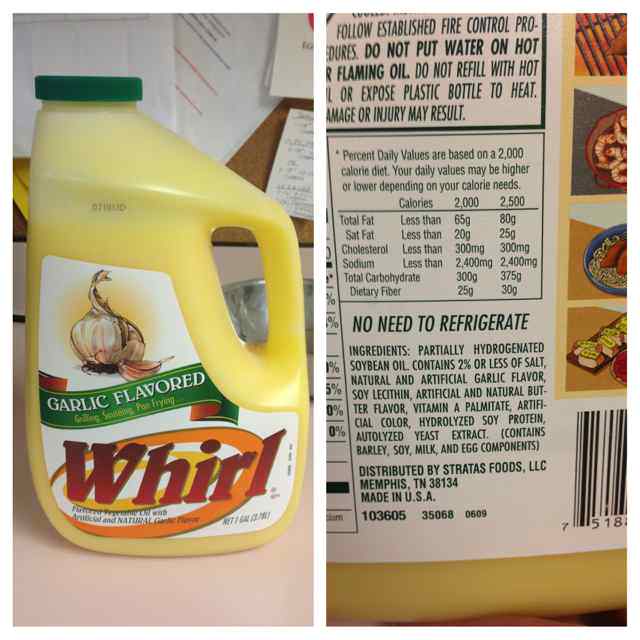 071911D
GARLIC FLAVORED
Grilling, Sautéing, Pan Frying
Whirl
Flavored Vegetable Oil with
Artificial and NATURAL Garlic Flavor
NET 1 GAL (3.78L)
FOLLOW ESTABLISHED FIRE CONTROL PRO-
EDURES. DO NOT PUT WATER ON HOT
R FLAMING OIL. DO NOT REFILL WITH HOT
IL OR EXPOSE PLASTIC BOTTLE TO HEAT.
AMAGE OR INJURY MAY RESULT.
* Percent Daily Values are based on a 2,000
calorie diet. Your daily values may be higher
or lower depending on your calorie needs.
Calories 2,000 2,500
Total Fat Less than 65g 80g
Sat Fat Less than 20g 25g
Cholesterol Less than 300mg 300mg
Sodium Less than 2,400mg 2,400mg
Total Carbohydrate 300g 375g
Dietary Fiber 25g 30g
NO NEED TO REFRIGERATE
INGREDIENTS: PARTIALLY HYDROGENATED
SOYBEAN OIL. CONTAINS 2% OR LESS OF SALT,
NATURAL AND ARTIFICIAL GARLIC FLAVOR,
SOY LECITHIN, ARTIFICIAL AND NATURAL BUT-
TER FLAVOR, VITAMIN A PALMITATE, ARTIFI-
CIAL COLOR, HYDROLYZED SOY PROTEIN,
AUTOLYZED YEAST EXTRACT. (CONTAINS
BARLEY, SOY, MILK, AND EGG COMPONENTS)
DISTRIBUTED BY STRATAS FOODS, LLC
MEMPHIS, TN 38134
MADE IN U.S.A.
103605 35068 0609
7 518